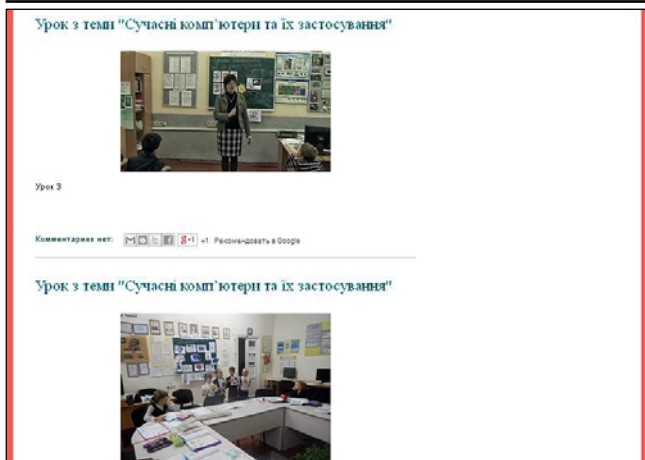 Урок з теми "Сучасні комп'ютери та їх застосування"
Урок 3
Комментариев нет:
+1 Рекомендовать в Google
Урок з теми "Сучасні комп'ютери та їх застосування"